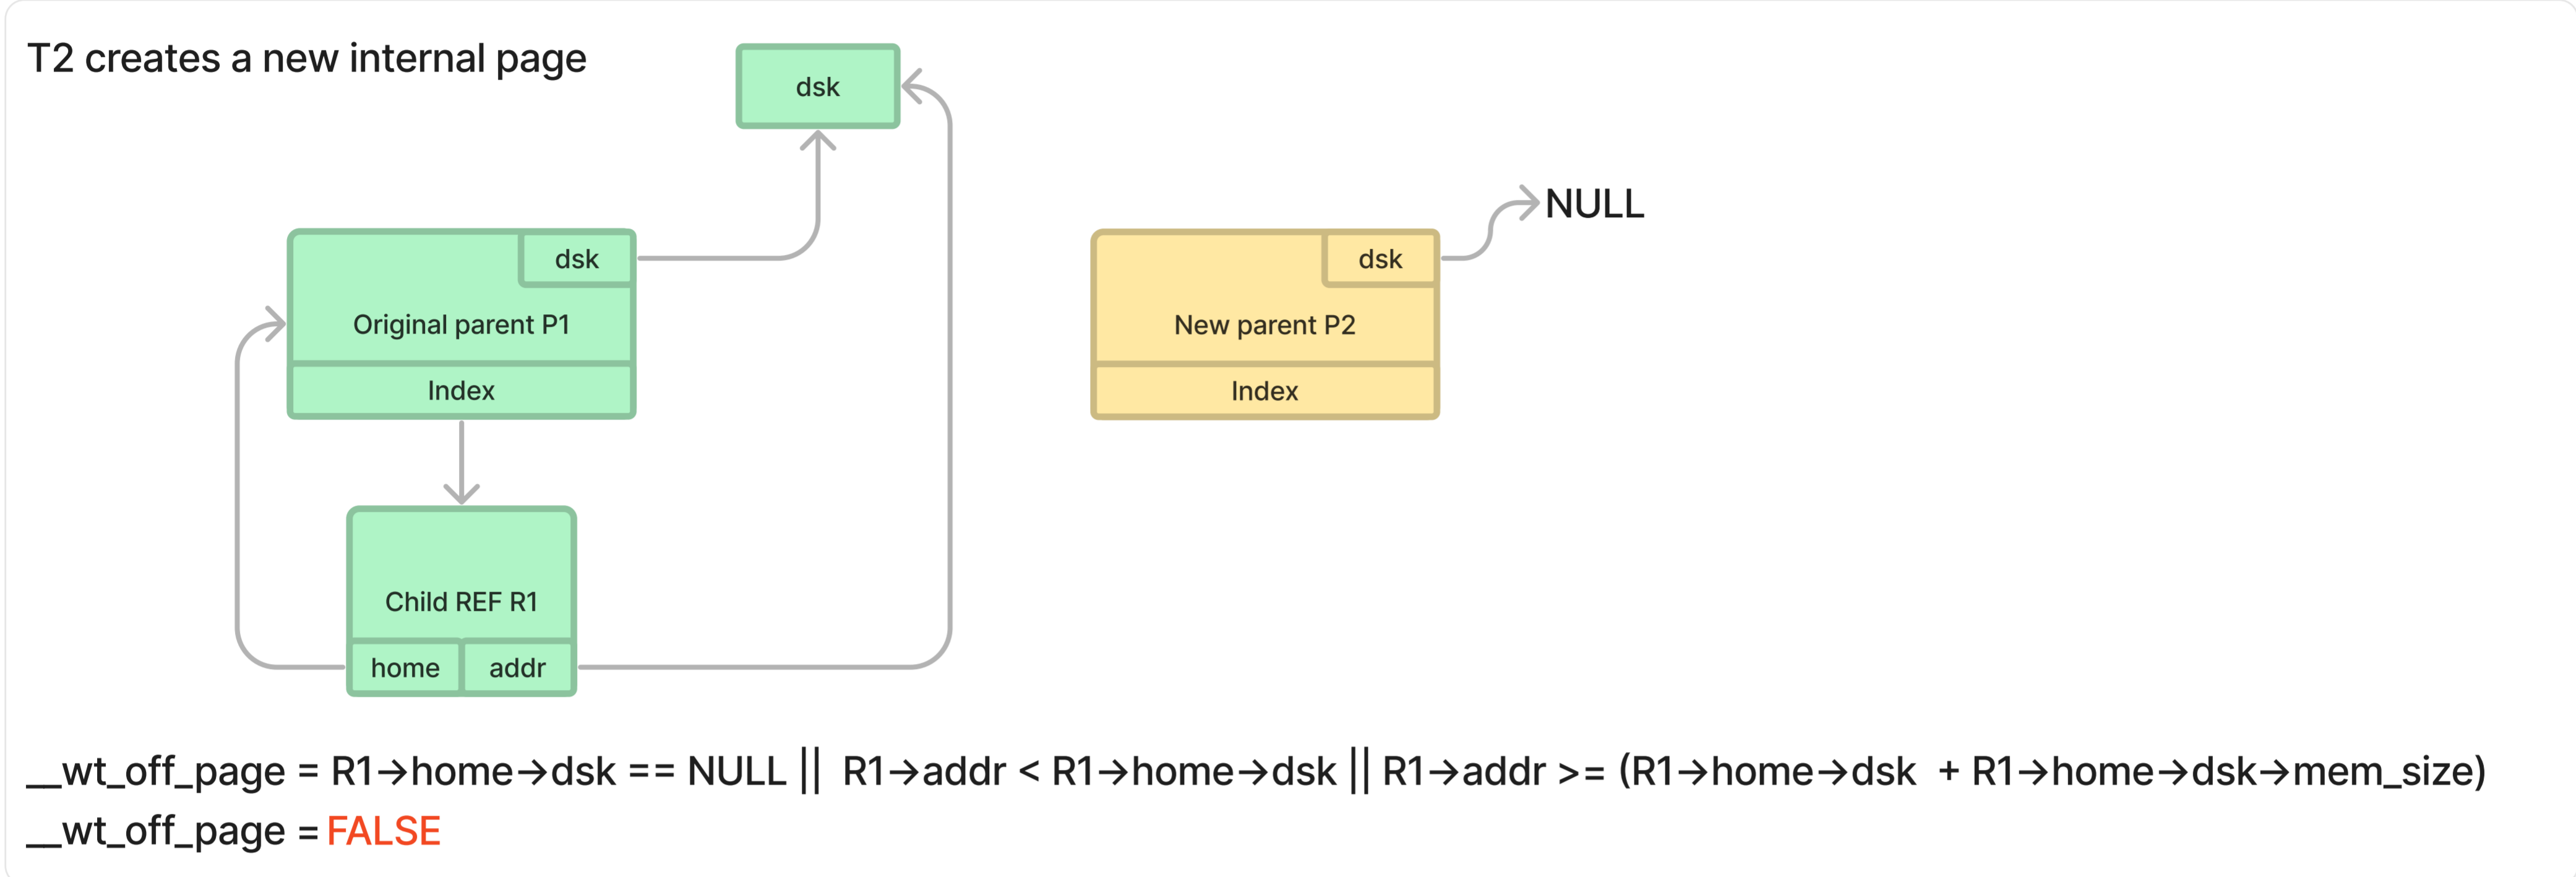 T2 creates a new internal page
dsk
NULL
dsk
Original parent P1
Index
dsk
New parent P2
Index
Child REF R1
home
addr
__wt_off_page = R1→home→dsk == NULL || R1→addr < R1→home→dsk || R1→addr >= (R1→home→dsk + R1→home→dsk→mem_size)
__wt_off_page = FALSE